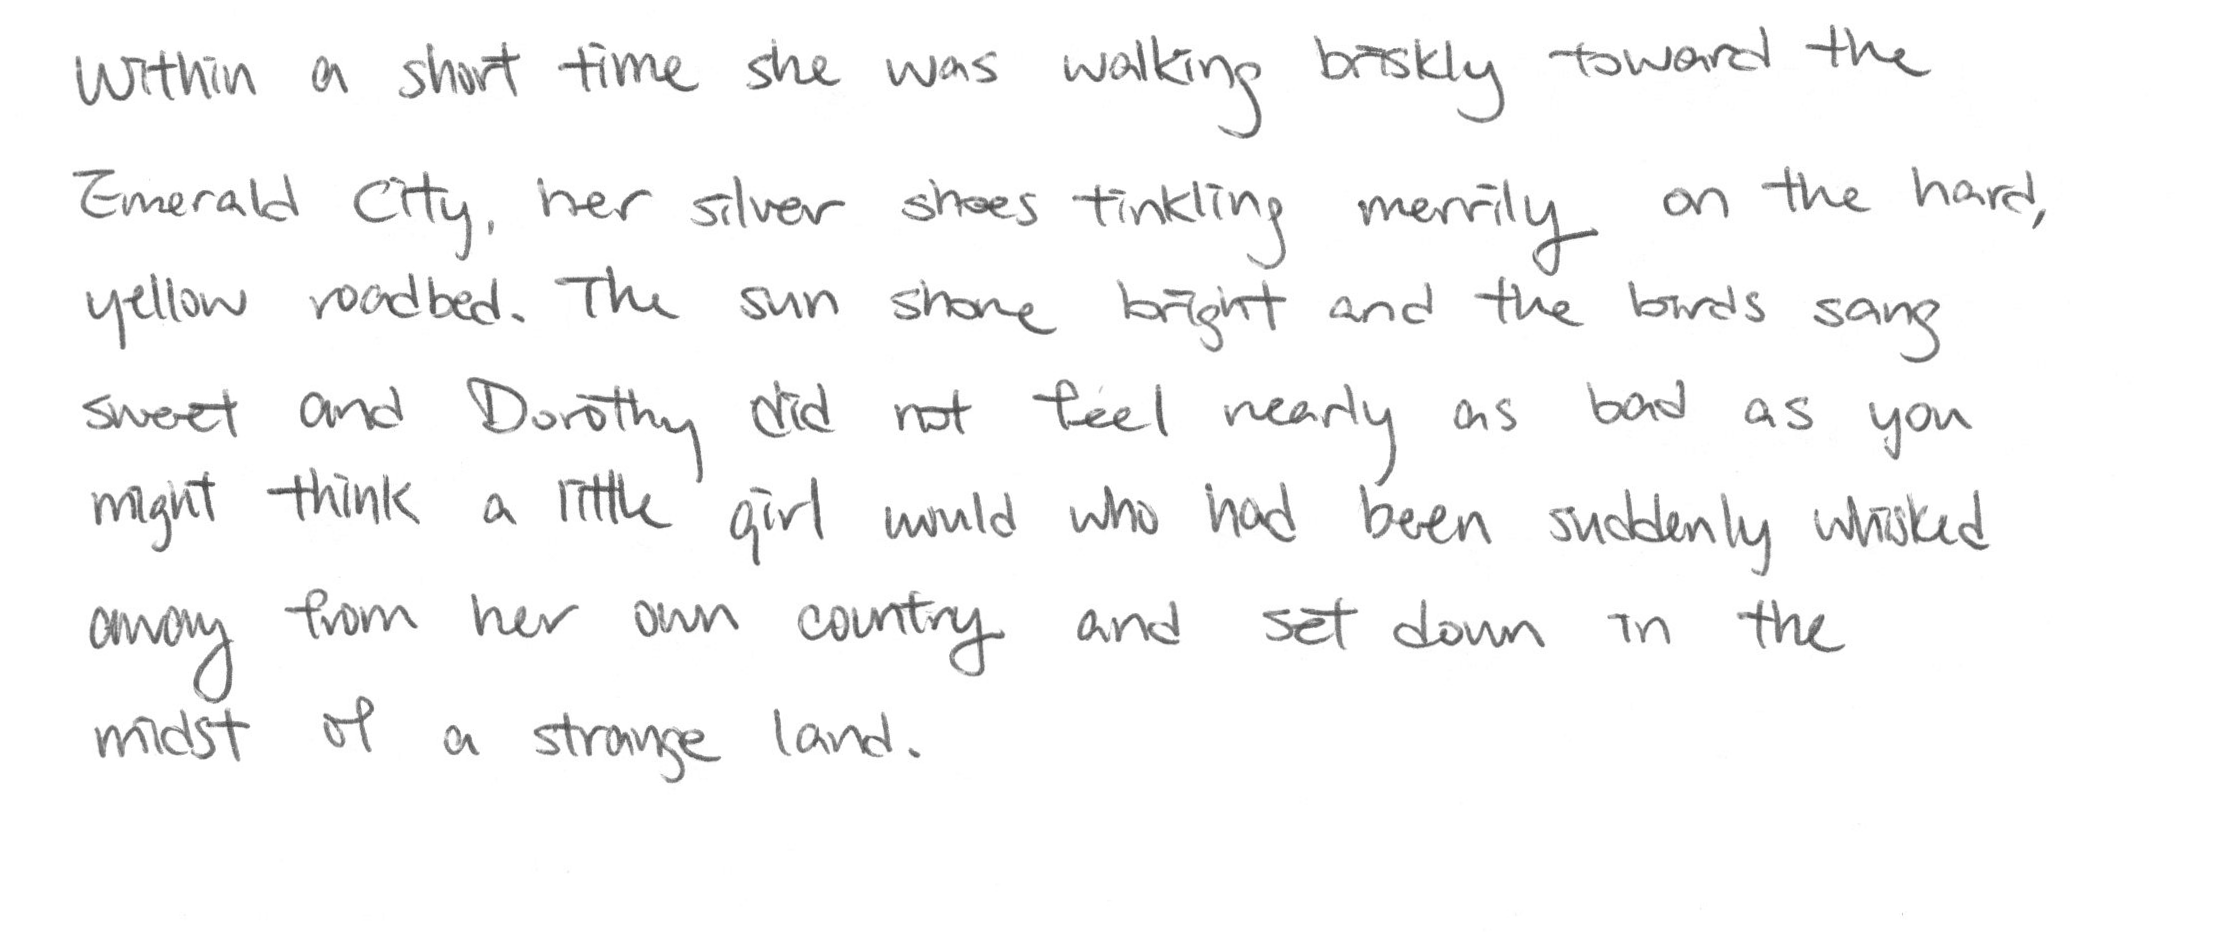 Within a short time she was walking briskly toward the
Emerald City, her silver shoes tinkling merrily on the hard,
yellow roadbed. The sun shone bright and the birds sang
sweet and Dorothy did not feel nearly as bad as you
might think a little girl would who had been suddenly whisked
away from her own country and set down in the
midst of a strange land.